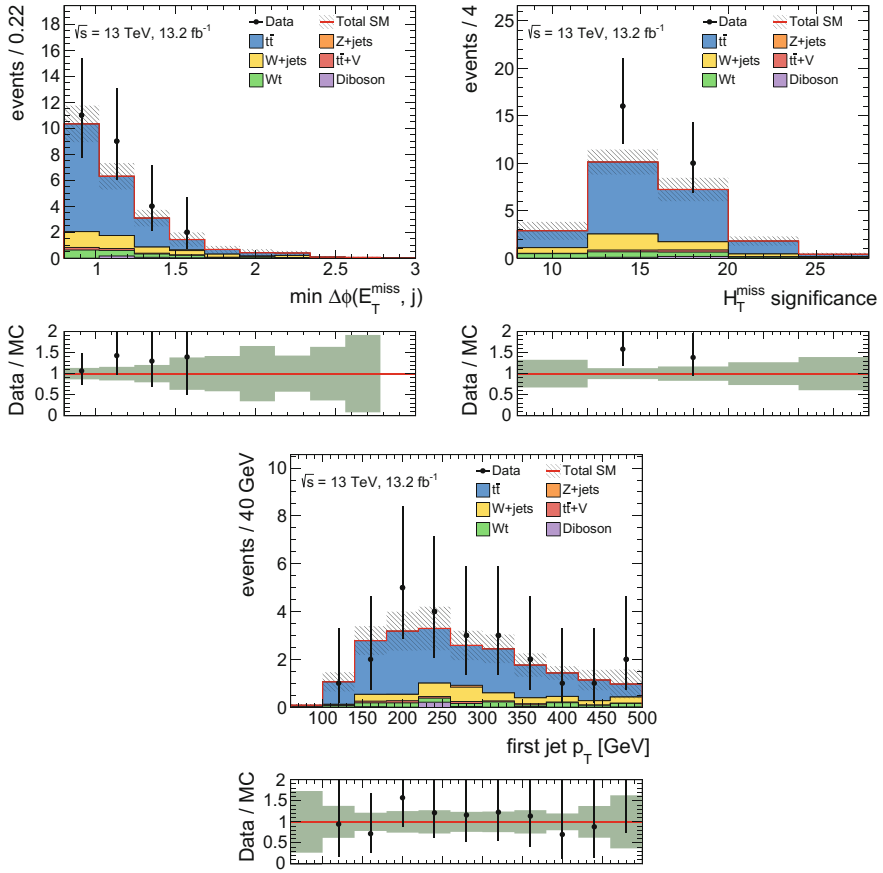 events / 0.22
18
16
14
12
10
8
6
4
2
0
√s = 13 TeV, 13.2 fb⁻¹
Data
Total SM
tt̄
Z+jets
W+jets
tt̄+V
Wt
Diboson
1
1.5
2
2.5
3
min Δϕ(E_T^miss, j)
Data / MC
2
1.5
1
0.5
0
events / 4
25
20
15
10
5
0
√s = 13 TeV, 13.2 fb⁻¹
Data
Total SM
tt̄
Z+jets
W+jets
tt̄+V
Wt
Diboson
10
15
20
25
H_T^miss significance
Data / MC
2
1.5
1
0.5
0
events / 40 GeV
10
8
6
4
2
0
√s = 13 TeV, 13.2 fb⁻¹
Data
Total SM
tt̄
Z+jets
W+jets
tt̄+V
Wt
Diboson
100 150 200 250 300 350 400 450 500
first jet p_T [GeV]
Data / MC
2
1.5
1
0.5
0